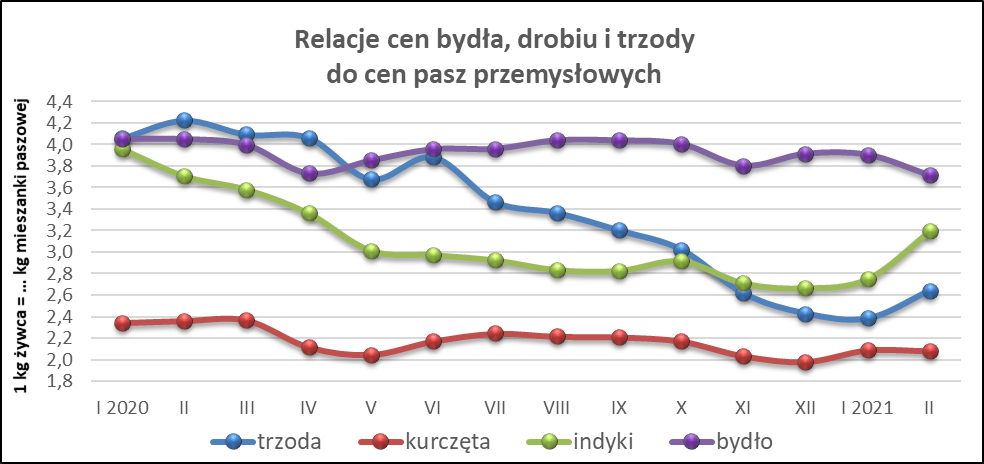 Relacje cen bydła, drobiu i trzody
do cen pasz przemysłowych
1 kg żywca = ... kg mieszanki paszowej
4,4
4,2
4,0
3,8
3,6
3,4
3,2
3,0
2,8
2,6
2,4
2,2
2,0
1,8
I 2020 II III IV V VI VII VIII IX X XI XII I 2021 II
trzoda kurczęta indyki bydło